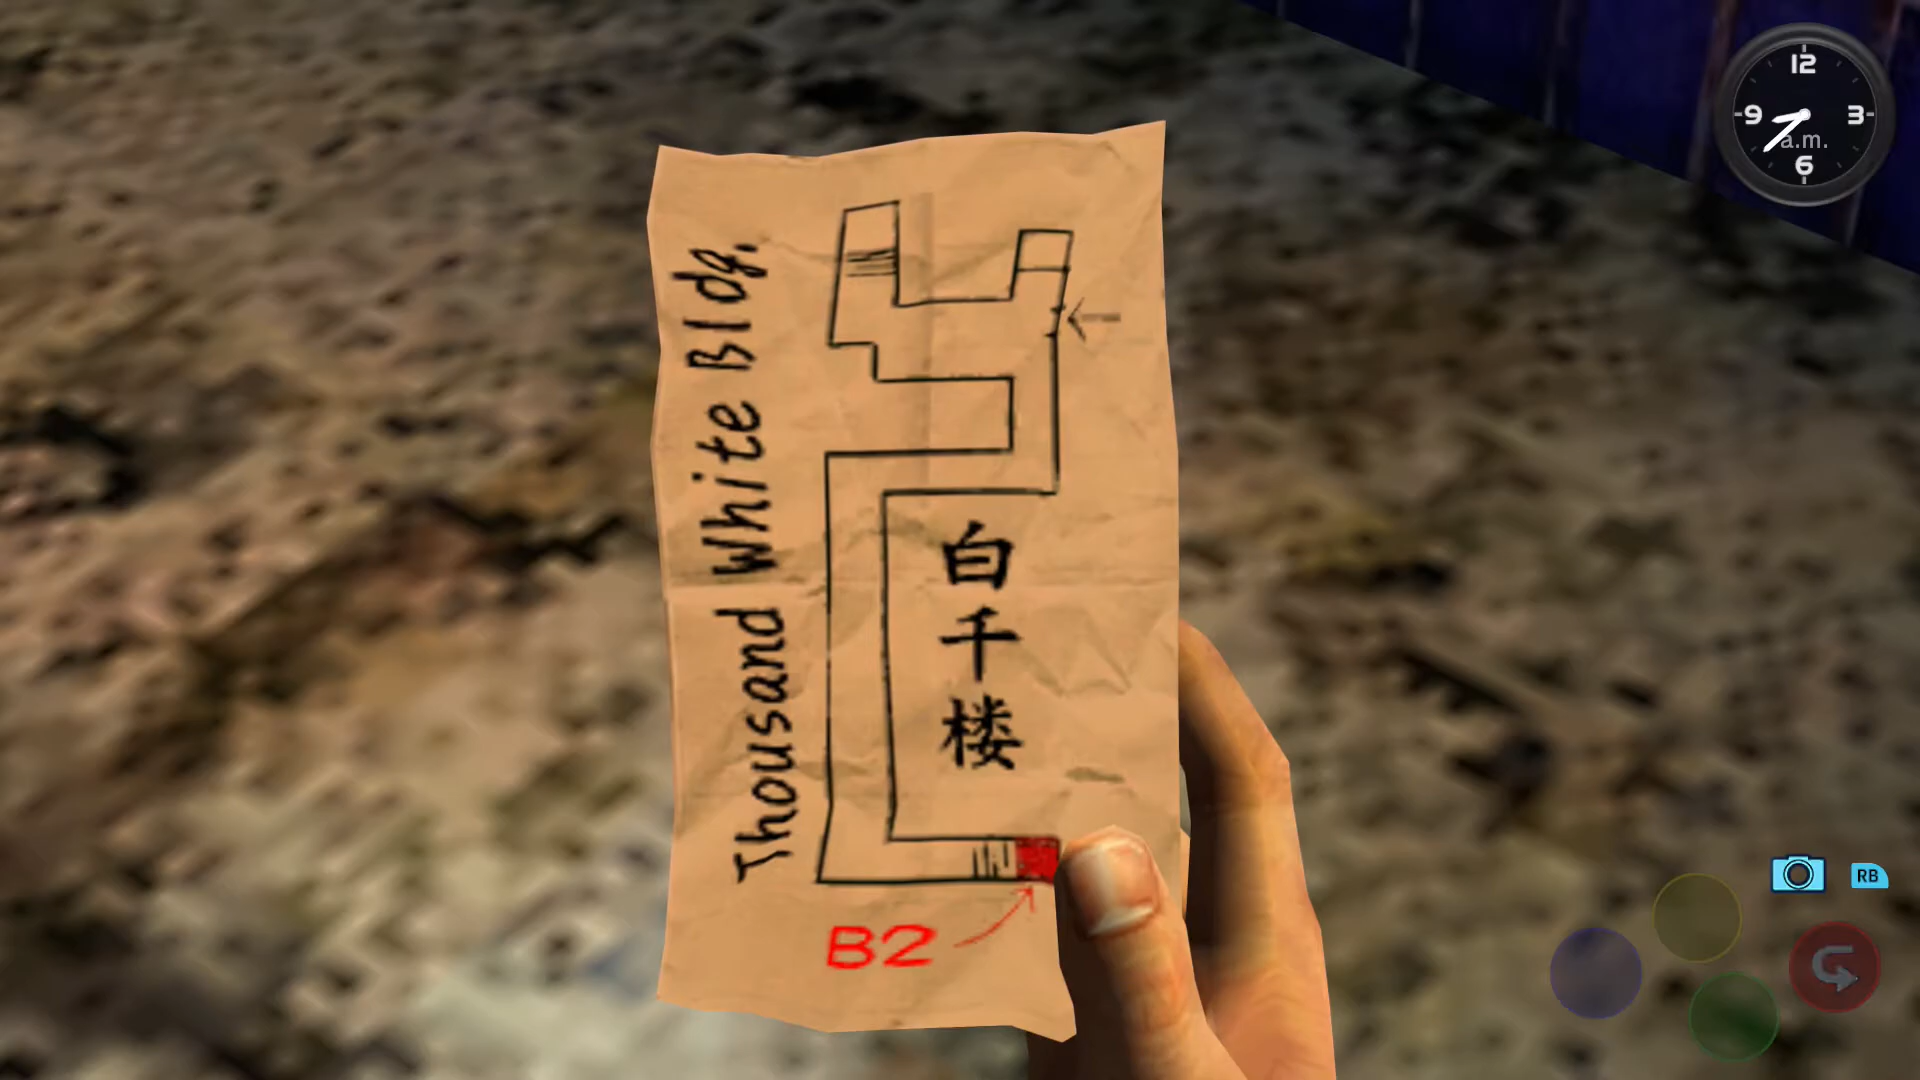 12
9
3
a.m.
6
Thousand White Bldg.
白千楼
B2
RB